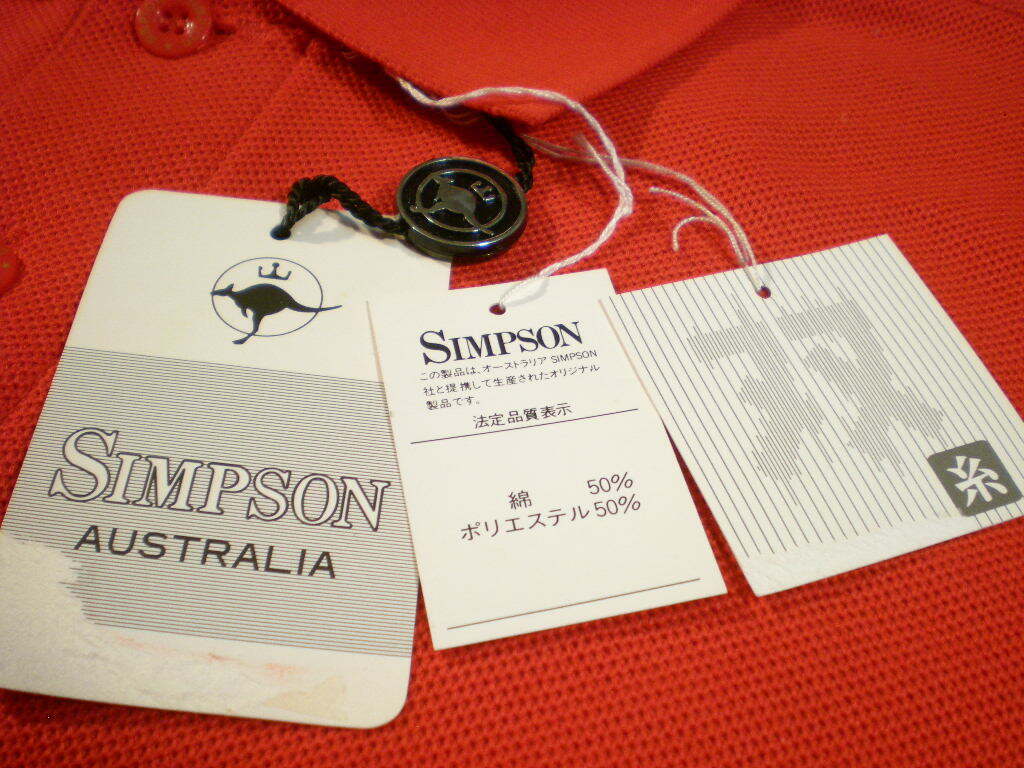 SIMPSON
AUSTRALIA
SIMPSON
この製品は、オーストラリア SIMPSON
社と提携して生産されたオリジナル
製品です。
法定品質表示
綿 50%
ポリエステル 50%
糸